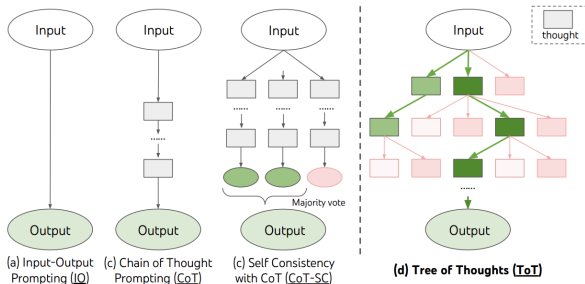 Input
Input
Input
Input
thought
......
......
......
......
Majority vote
......
Output
Output
Output
Output
(a) Input-Output
Prompting (IO)
(c) Chain of Thought
Prompting (CoT)
(c) Self Consistency
with CoT (CoT-SC)
(d) Tree of Thoughts (ToT)